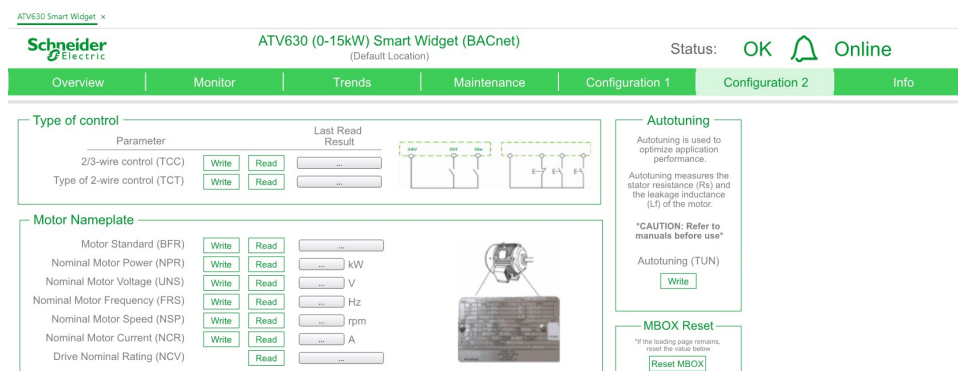 ATV630 Smart Widget ×
Schneider
Electric
ATV630 (0-15kW) Smart Widget (BACnet)
(Default Location)
Status: OK Online
Overview Monitor Trends Maintenance Configuration 1 Configuration 2 Info
Type of control
Parameter
Last Read
Result
2/3-wire control (TCC) Write Read ...
Type of 2-wire control (TCT) Write Read ...
24V DI1 DIx
Motor Nameplate
Motor Standard (BFR) Write Read ...
Nominal Motor Power (NPR) Write Read ... kW
Nominal Motor Voltage (UNS) Write Read ... V
Nominal Motor Frequency (FRS) Write Read ... Hz
Nominal Motor Speed (NSP) Write Read ... rpm
Nominal Motor Current (NCR) Write Read ... A
Drive Nominal Rating (NCV) Read ...
Autotuning
Autotuning is used to
optimize application
performance.
Autotuning measures the
stator resistance (Rs) and
the leakage inductance
(Lf) of the motor.
*CAUTION: Refer to
manuals before use*
Autotuning (TUN)
Write
MBOX Reset
*If the loading page remains,
reset the value
below
Reset MBOX